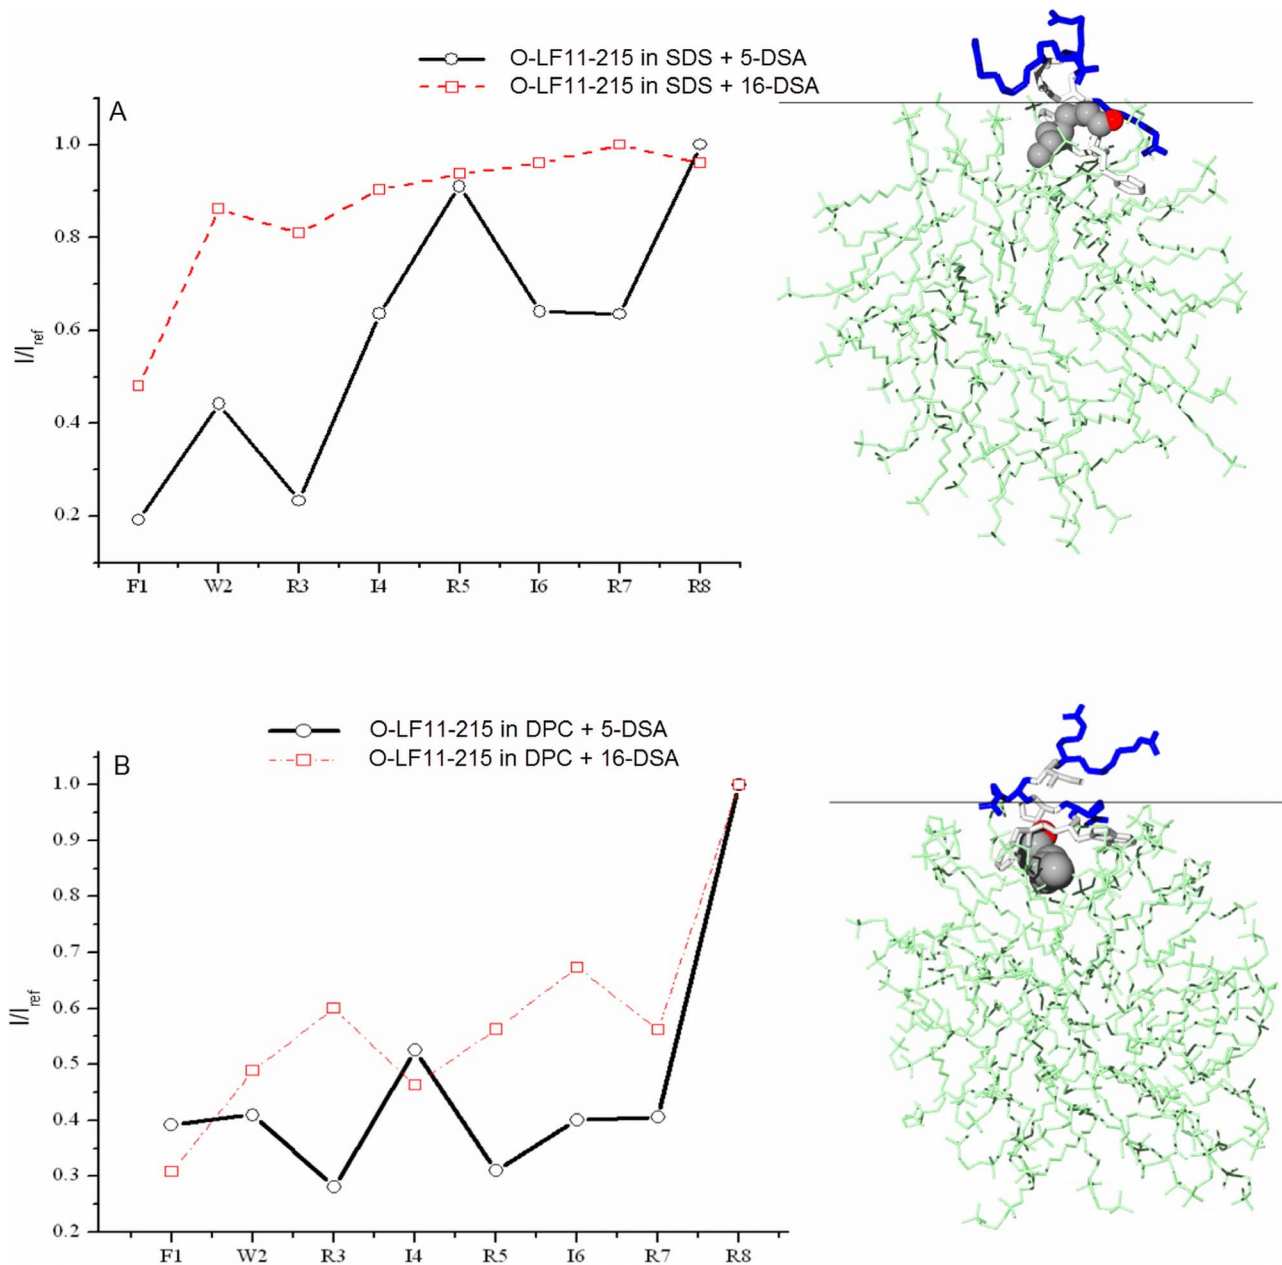 O-LF11-215 in SDS + 5-DSA
O-LF11-215 in SDS + 16-DSA
A
1.0
0.8
0.6
0.4
0.2
I/Iref
F1 W2 R3 I4 R5 I6 R7 R8
O-LF11-215 in DPC + 5-DSA
O-LF11-215 in DPC + 16-DSA
B
1.0
0.9
0.8
0.7
0.6
0.5
0.4
0.3
0.2
I/Iref
F1 W2 R3 I4 R5 I6 R7 R8